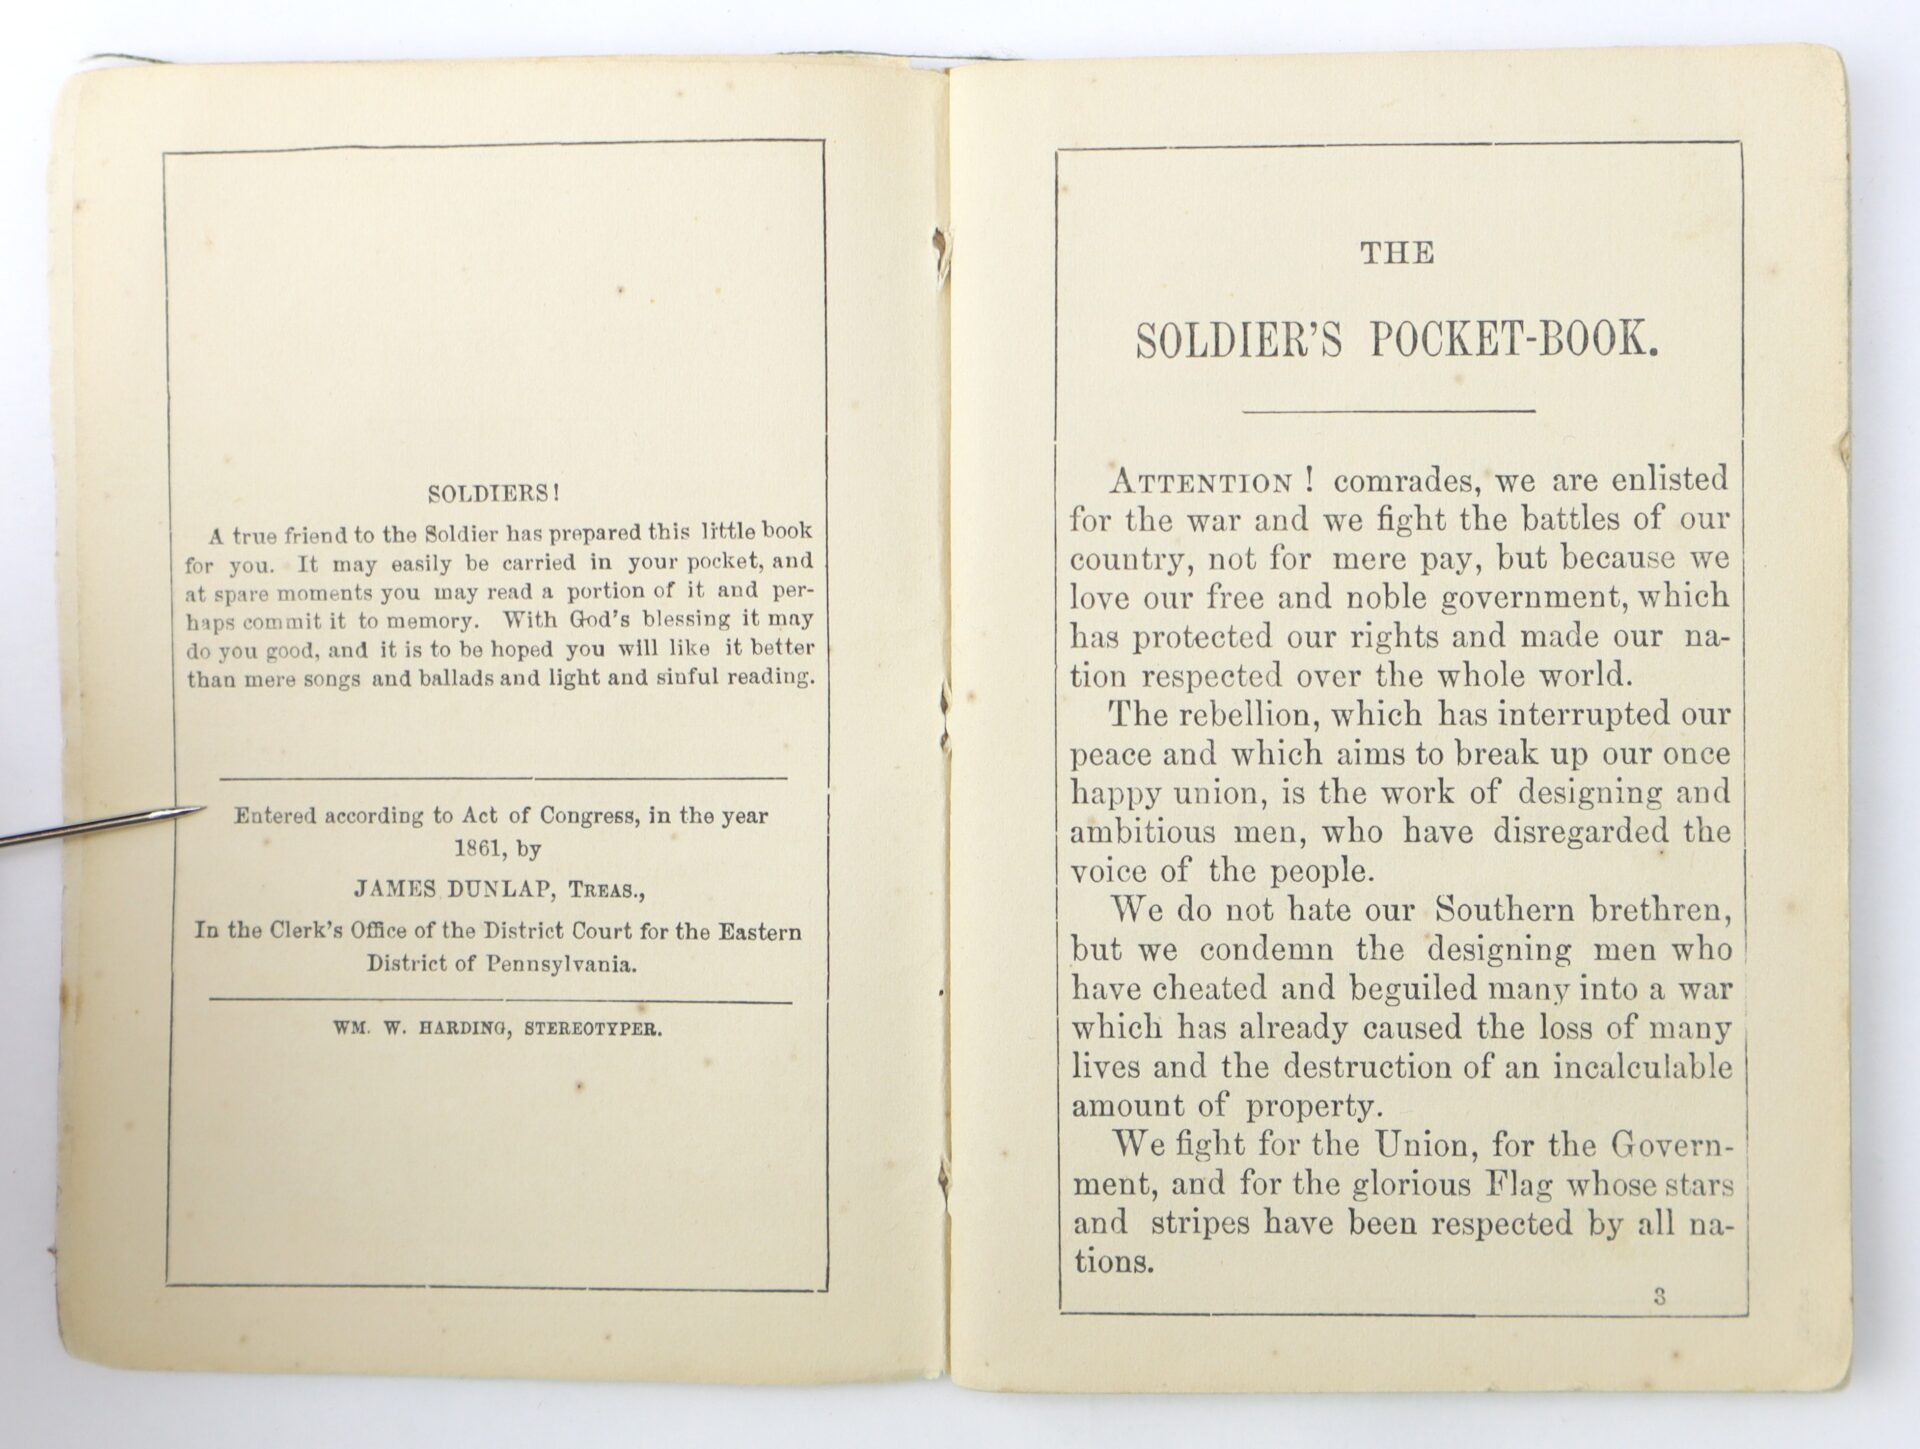 SOLDIERS!
A true friend to the Soldier has prepared this little book
for you. It may easily be carried in your pocket, and
at spare moments you may read a portion of it and per-
haps commit it to memory. With God's blessing it may
do you good, and it is to be hoped you will like it better
than mere songs and ballads and light and sinful reading.
Entered according to Act of Congress, in the year
1861, by
JAMES DUNLAP, TREAS.,
In the Clerk's Office of the District Court for the Eastern
District of Pennsylvania.
WM. W. HARDING, STEREOTYPER.
THE
SOLDIER'S POCKET-BOOK.
ATTENTION! comrades, we are enlisted
for the war and we fight the battles of our
country, not for mere pay, but because we
love our free and noble government, which
has protected our rights and made our na-
tion respected over the whole world.
The rebellion, which has interrupted our
peace and which aims to break up our once
happy union, is the work of designing and
ambitious men, who have disregarded the
voice of the people.
We do not hate our Southern brethren,
but we condemn the designing men who
have cheated and beguiled many into a war
which has already caused the loss of many
lives and the destruction of an incalculable
amount of property.
We fight for the Union, for the Govern-
ment, and for the glorious Flag whose stars
and stripes have been respected by all na-
tions.
3